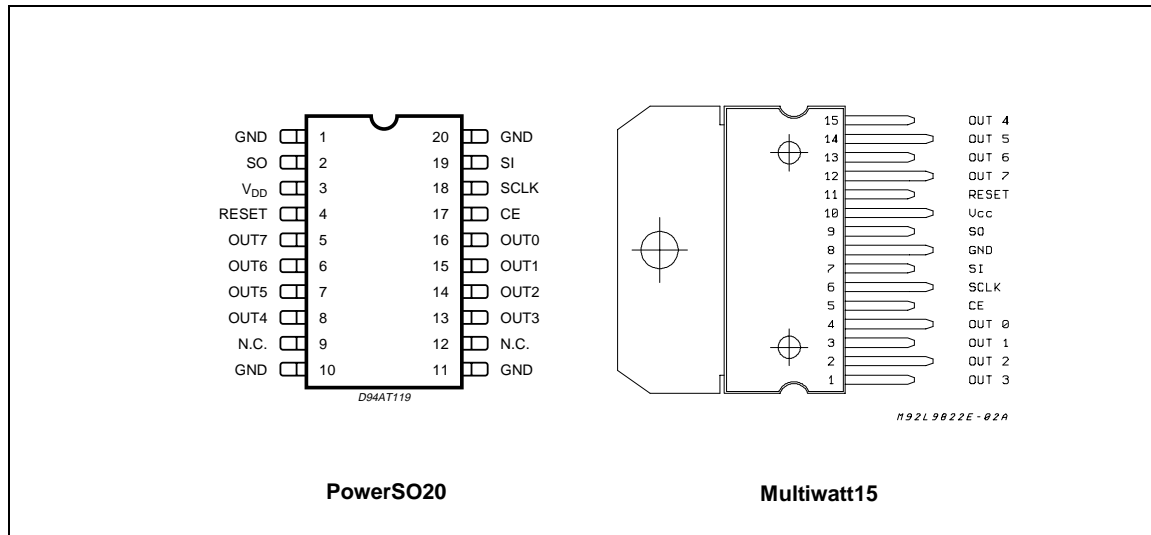 GND 1 20 GND
SO 2 19 SI
VDD 3 18 SCLK
RESET 4 17 CE
OUT7 5 16 OUT0
OUT6 6 15 OUT1
OUT5 7 14 OUT2
OUT4 8 13 OUT3
N.C. 9 12 N.C.
GND 10 11 GND
D94AT119
PowerSO20
15 OUT 4
14 OUT 5
13 OUT 6
12 OUT 7
11 RESET
10 Vcc
9 SO
8 GND
7 SI
6 SCLK
5 CE
4 OUT 0
3 OUT 1
2 OUT 2
1 OUT 3
M92L9822E-02A
Multiwatt15